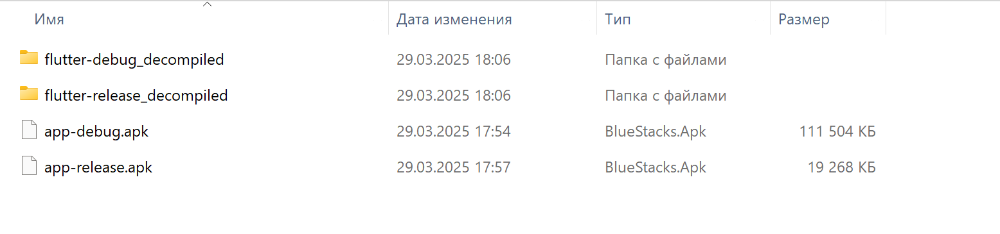 Имя Дата изменения Тип Размер
flutter-debug_decompiled 29.03.2025 18:06 Папка с файлами
flutter-release_decompiled 29.03.2025 18:06 Папка с файлами
app-debug.apk 29.03.2025 17:54 BlueStacks.Apk 111 504 КБ
app-release.apk 29.03.2025 17:57 BlueStacks.Apk 19 268 КБ